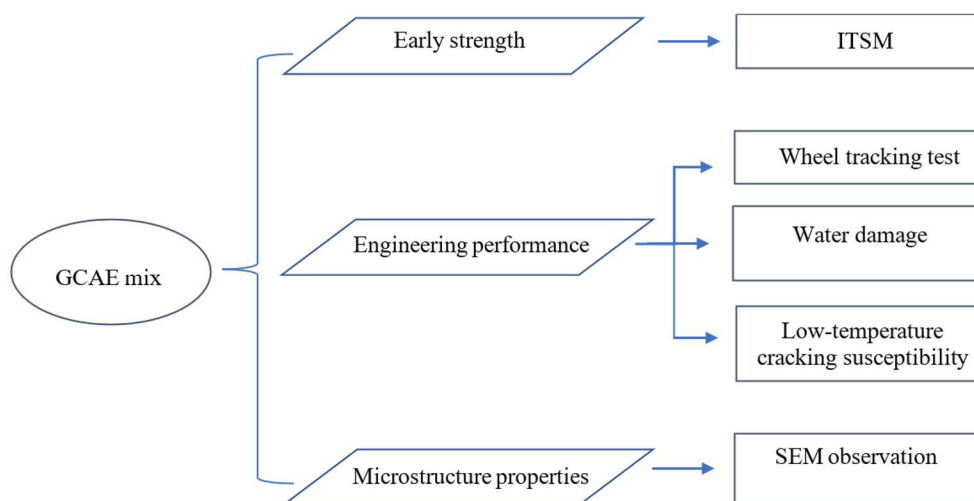 Early strength
ITSM
Wheel tracking test
Engineering performance
Water damage
GCAE mix
Low-temperature
cracking susceptibility
Microstructure properties
SEM observation